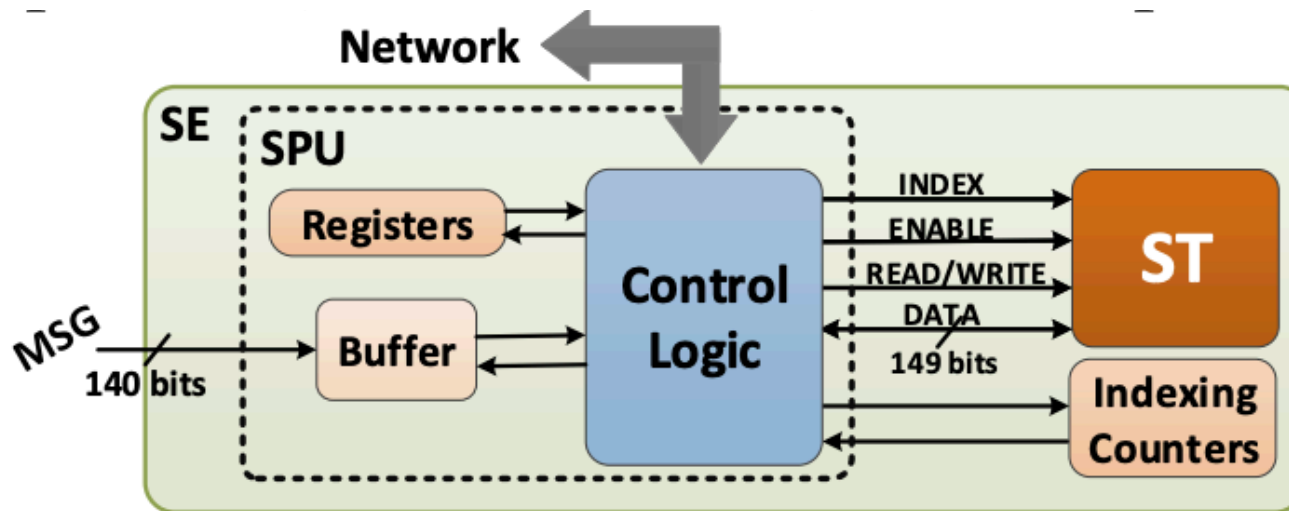 Network
SE
SPU
Registers
Buffer
MSG
140 bits
Control
Logic
INDEX
ENABLE
READ/WRITE
DATA
149 bits
ST
Indexing
Counters